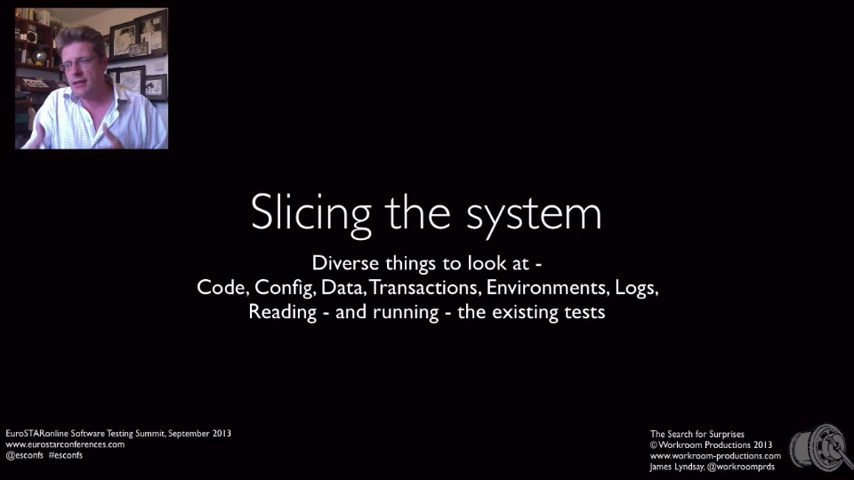 Slicing the system
Diverse things to look at -
Code, Config, Data, Transactions, Environments, Logs,
Reading - and running - the existing tests
EuroSTARonline Software Testing Summit, September 2013
www.eurostarconferences.com
@esconfs #esconfs
The Search for Surprises
© Workroom Productions 2013
www.workroom-productions.com
James Lyndsay, @workroomprds